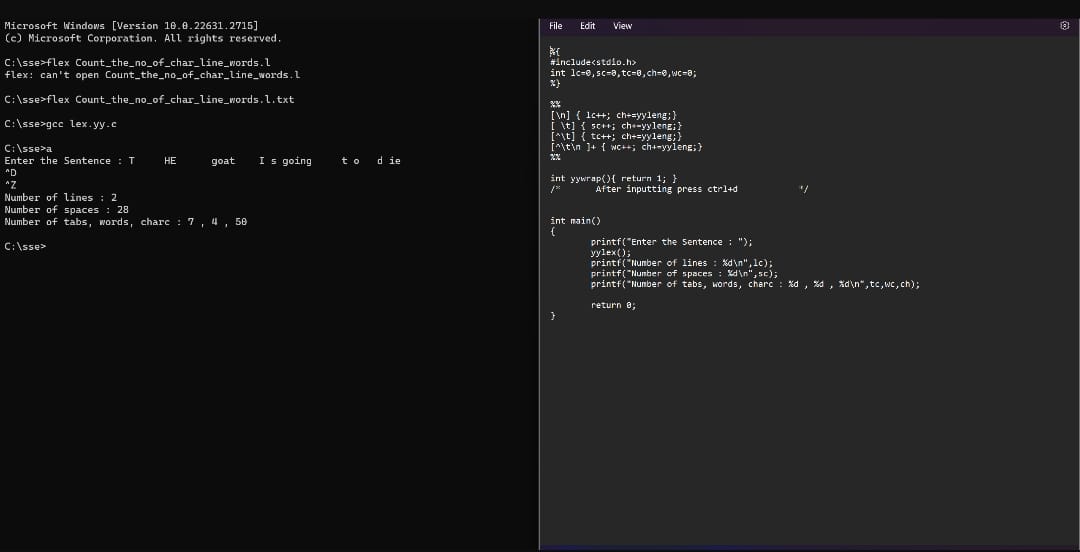 Microsoft Windows [Version 10.0.22631.2715]
(c) Microsoft Corporation. All rights reserved.
C:\sse>flex Count_the_no_of_char_line_words.l
flex: can't open Count_the_no_of_char_line_words.l
C:\sse>flex Count_the_no_of_char_line_words.l.txt
C:\sse>gcc lex.yy.c
C:\sse>a
Enter the Sentence : T     HE      goat    I s going     t o   d ie
^D
^Z
Number of lines : 2
Number of spaces : 28
Number of tabs, words, charc : 7 , 4 , 50
C:\sse>
File Edit View
%{
#include<stdio.h>
int lc=0,sc=0,tc=0,ch=0,wc=0;
%}
%%
[\n] { lc++; ch+=yyleng;}
[ \t] { sc++; ch+=yyleng;}
[^\t] { tc++; ch+=yyleng;}
[^\t\n ]+ { wc++; ch+=yyleng;}
%%
int yywrap(){ return 1; }
/*      After inputting press ctrl+d         */
int main()
{
printf("Enter the Sentence : ");
yylex();
printf("Number of lines : %d\n",lc);
printf("Number of spaces : %d\n",sc);
printf("Number of tabs, words, charc : %d , %d , %d\n",tc,wc,ch);
return 0;
}